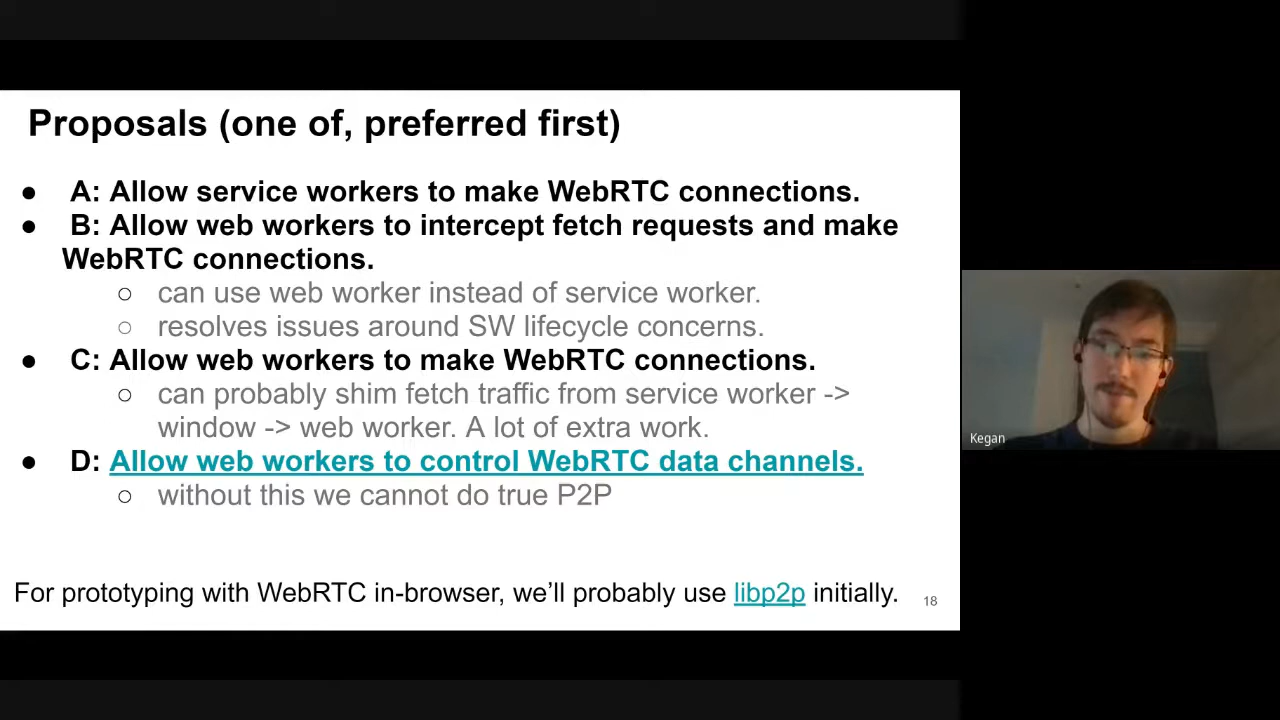 Proposals (one of, preferred first)
● A: Allow service workers to make WebRTC connections.
● B: Allow web workers to intercept fetch requests and make
WebRTC connections.
○ can use web worker instead of service worker.
○ resolves issues around SW lifecycle concerns.
● C: Allow web workers to make WebRTC connections.
○ can probably shim fetch traffic from service worker ->
window -> web worker. A lot of extra work.
● D: Allow web workers to control WebRTC data channels.
○ without this we cannot do true P2P
For prototyping with WebRTC in-browser, we’ll probably use libp2p initially.
18
Kegan